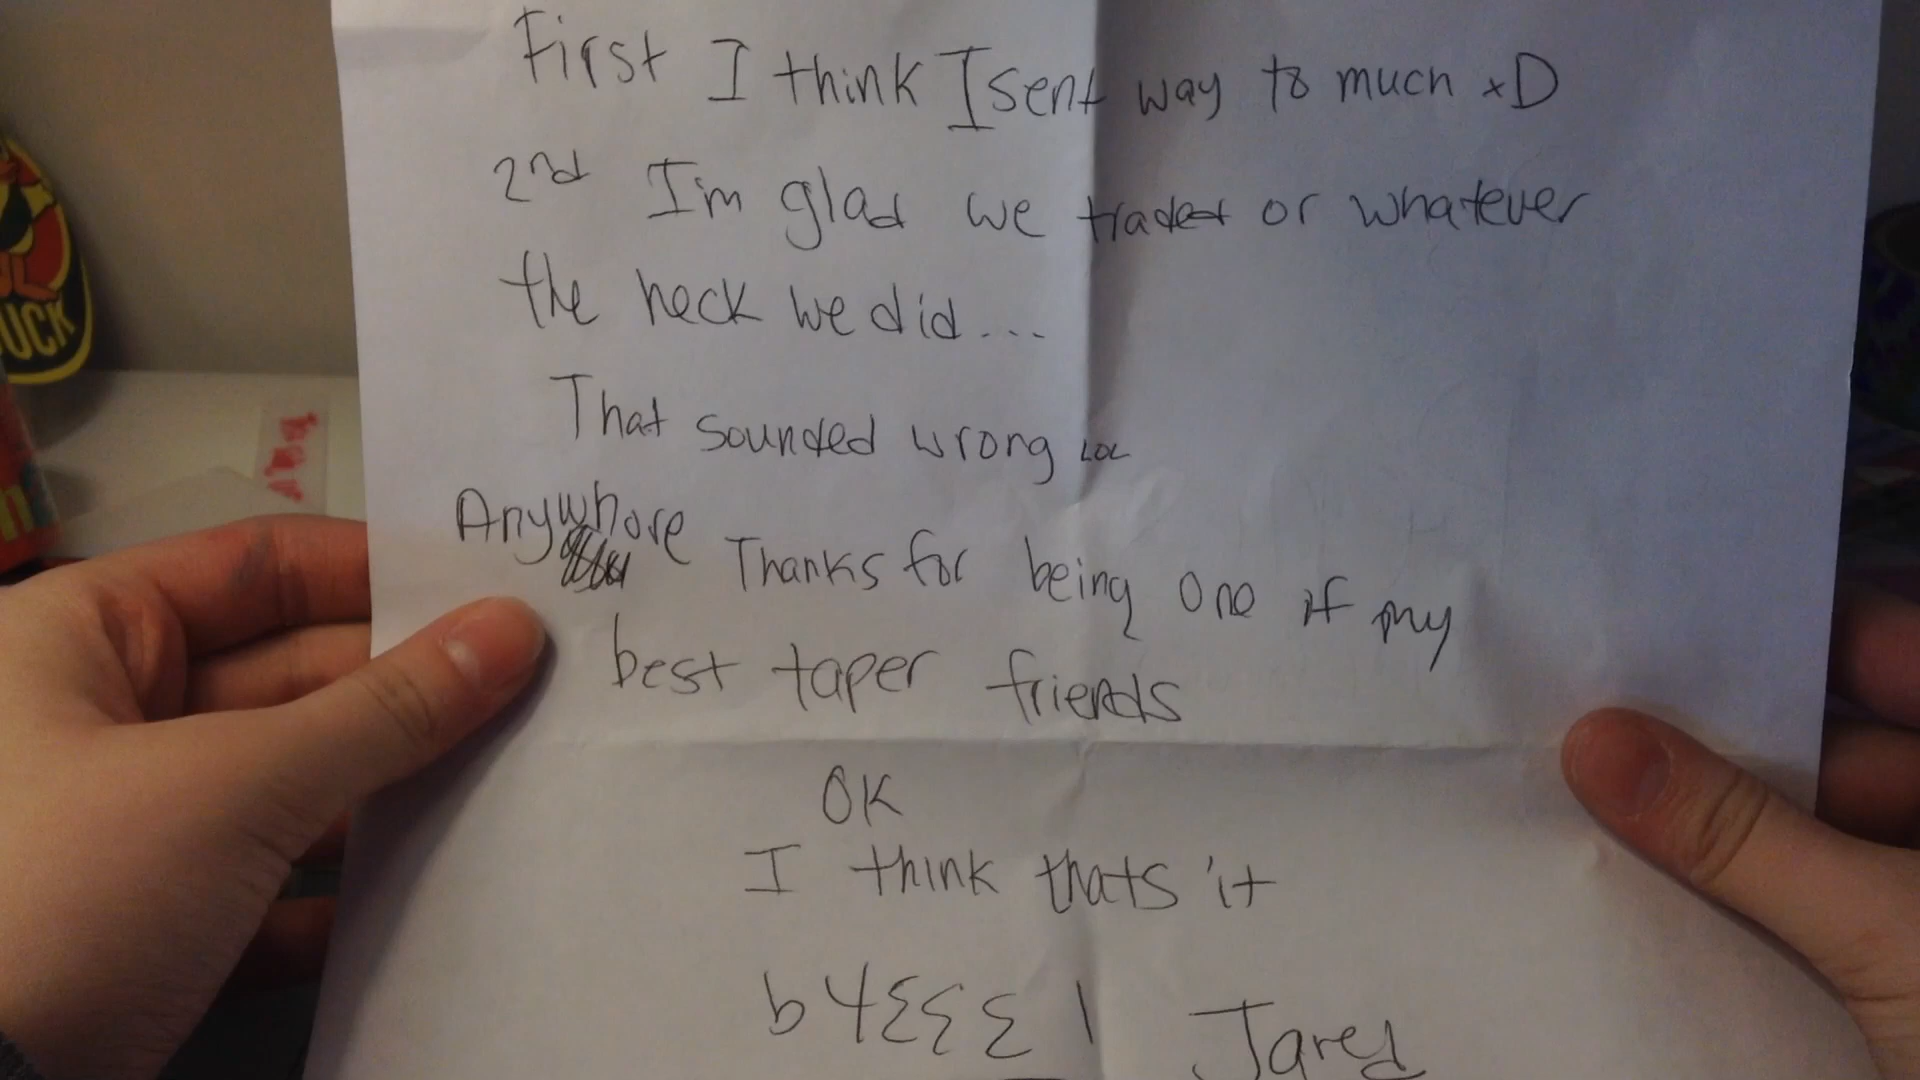 First I think I sent way to much xD
2nd I'm glad we traded or whatever
the heck we did...
That sounded wrong LOL
Anywhore Thanks for being one if my
best taper friends
OK
I think thats it
bYEEE!
Jared
UCK